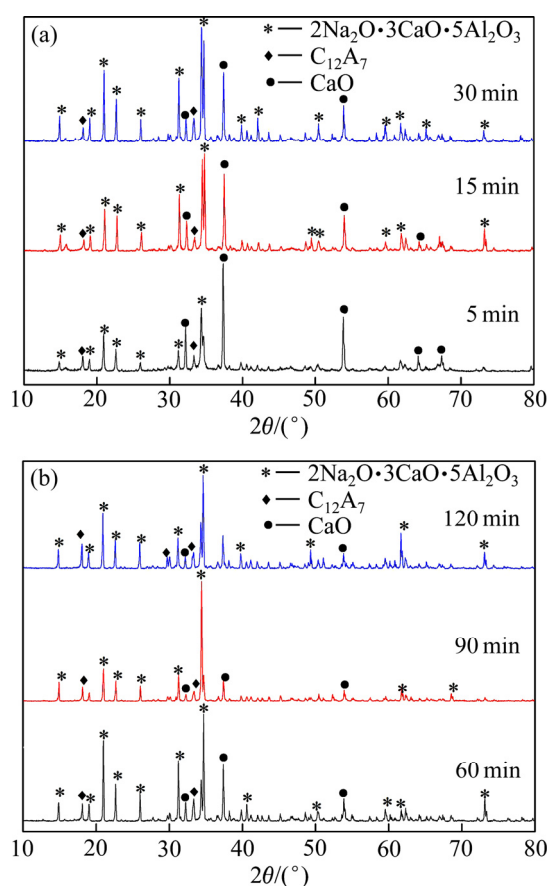 (a)
* — 2Na₂O•3CaO•5Al₂O₃
♦ — C₁₂A₇
● — CaO
30 min
15 min
5 min
10 20 30 40 50 60 70 80
2θ/(°)
(b)
* — 2Na₂O•3CaO•5Al₂O₃
♦ — C₁₂A₇
● — CaO
120 min
90 min
60 min
10 20 30 40 50 60 70 80
2θ/(°)